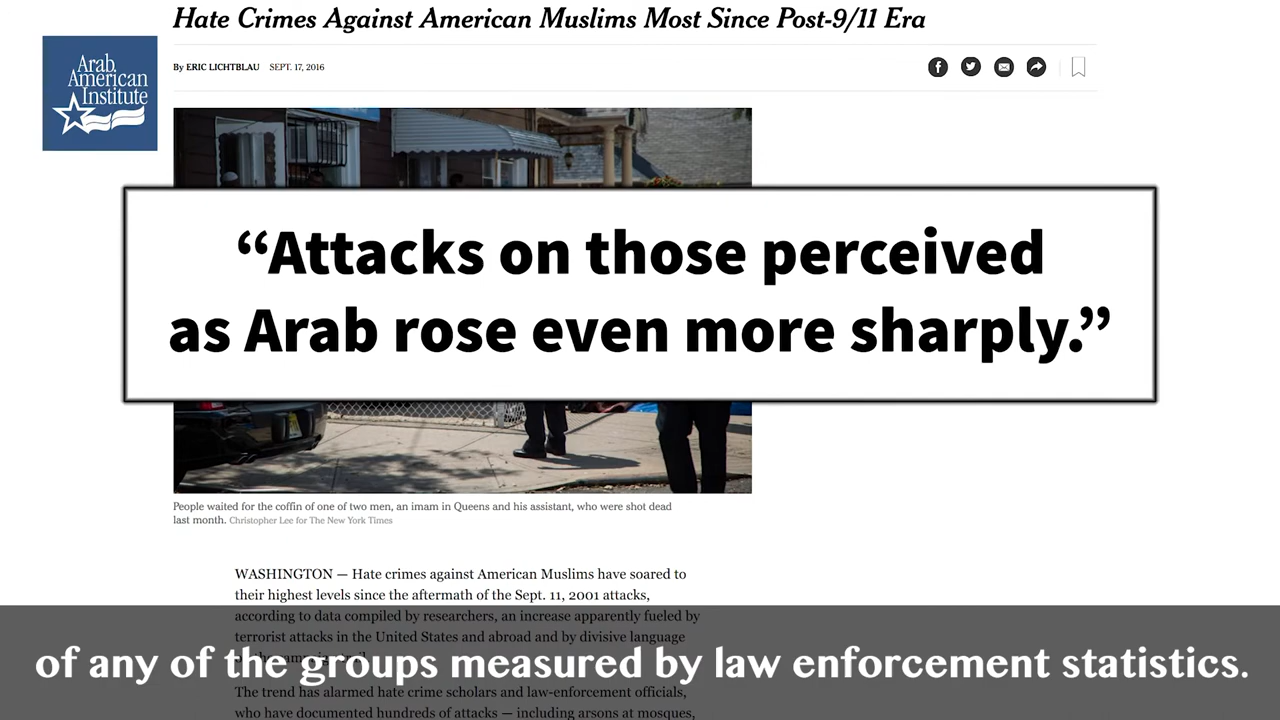 Hate Crimes Against American Muslims Most Since Post-9/11 Era
Arab
American
Institute
By ERIC LICHTBLAU SEPT. 17, 2016
“Attacks on those perceived
as Arab rose even more sharply.”
People waited for the coffin of one of two men, an imam in Queens and his assistant, who were shot dead
last month. Christopher Lee for The New York Times
WASHINGTON — Hate crimes against American Muslims have soared to
their highest levels since the aftermath of the Sept. 11, 2001 attacks,
according to data compiled by researchers, an increase apparently fueled by
terrorist attacks in the United States and abroad and by divisive language
of any of the groups measured by law enforcement statistics.
The trend has alarmed hate crime scholars and law-enforcement officials,
who have documented hundreds of attacks — including arsons at mosques,